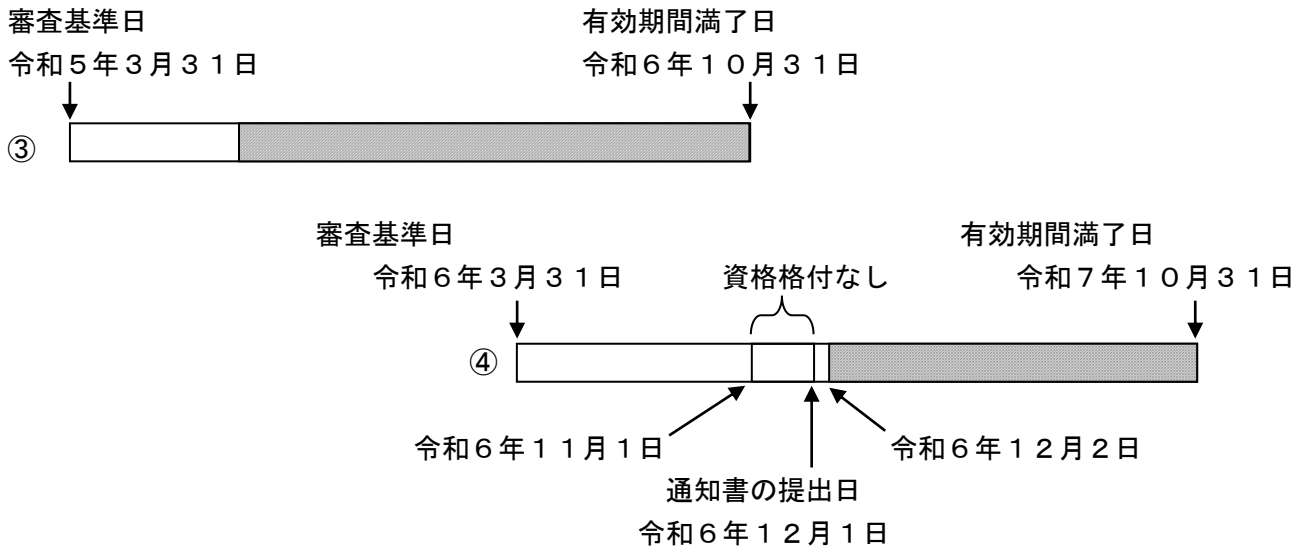 審査基準日
有効期間満了日
令和５年３月３１日
令和６年１０月３１日
③
審査基準日
有効期間満了日
令和６年３月３１日
資格格付なし
令和７年１０月３１日
④
令和６年１１月１日
令和６年１２月２日
通知書の提出日
令和６年１２月１日